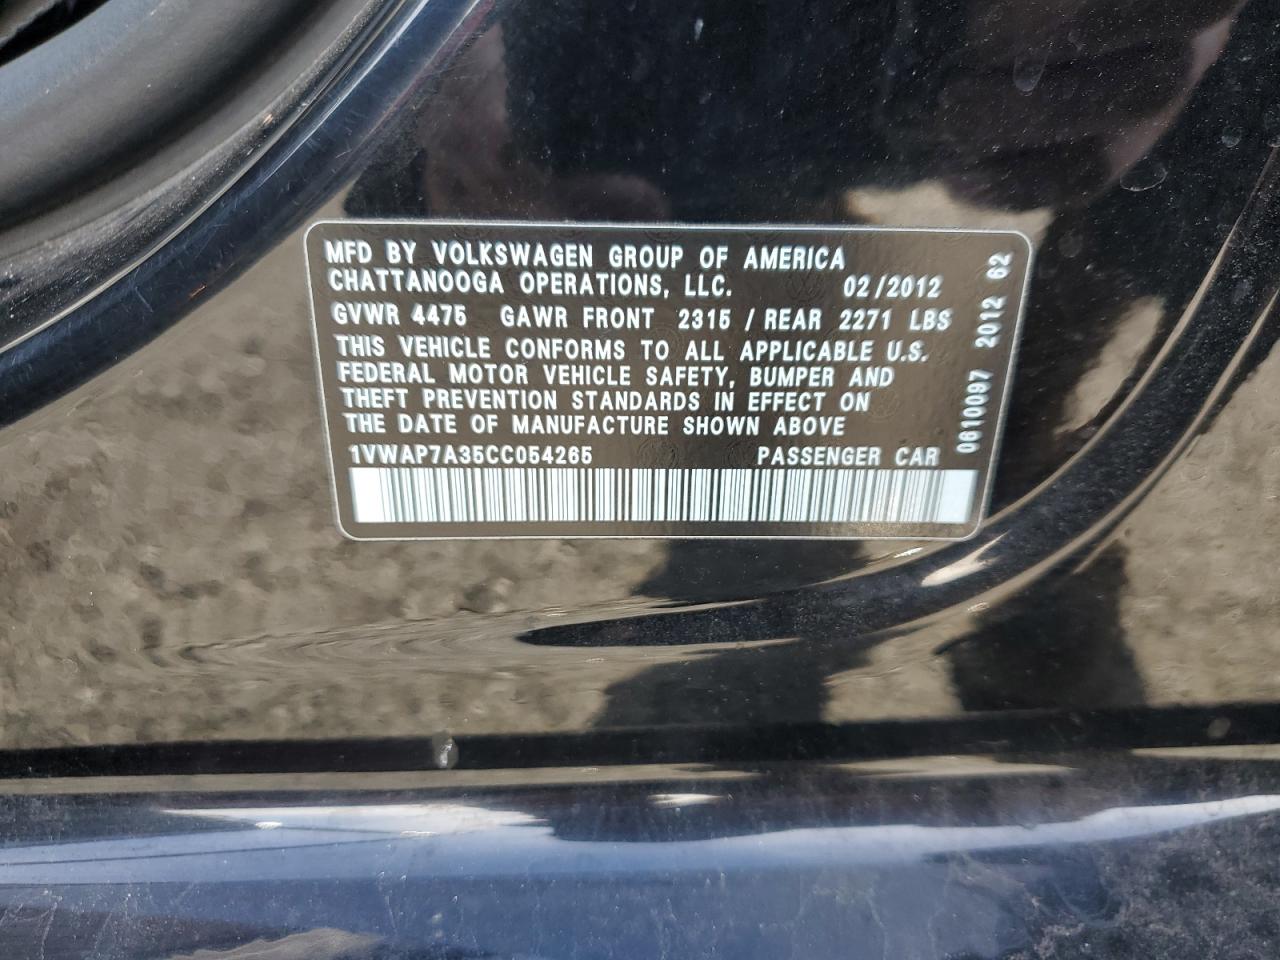 MFD BY VOLKSWAGEN GROUP OF AMERICA
CHATTANOOGA OPERATIONS, LLC. 02/2012
GVWR 4475 GAWR FRONT 2315 / REAR 2271 LBS
THIS VEHICLE CONFORMS TO ALL APPLICABLE U.S.
FEDERAL MOTOR VEHICLE SAFETY, BUMPER AND
THEFT PREVENTION STANDARDS IN EFFECT ON
THE DATE OF MANUFACTURE SHOWN ABOVE
1VWAP7A35CC054265 PASSENGER CAR
0610097 2012 62